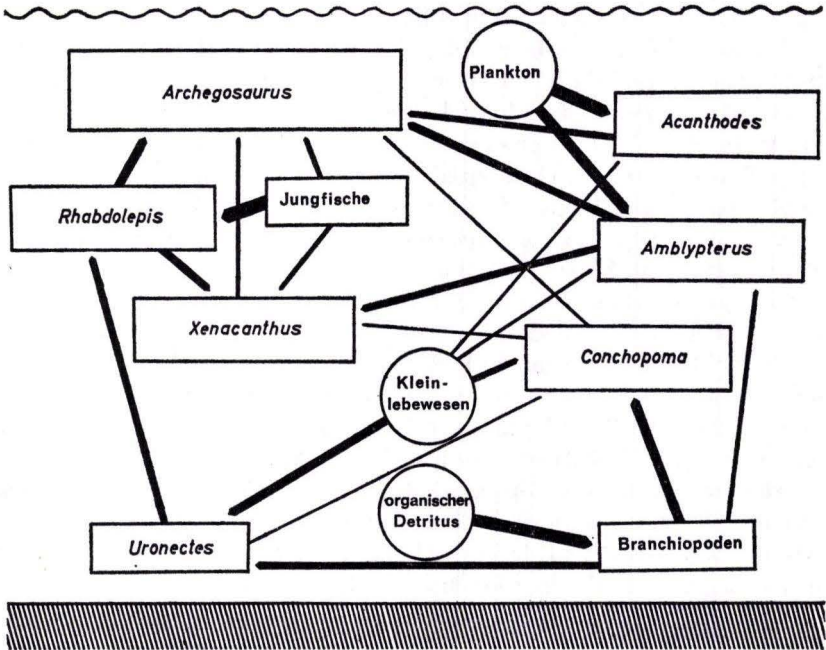 Plankton
Archegosaurus
Acanthodes
Jungfische
Rhabdolepis
Amblypterus
Xenacanthus
Conchopoma
Klein-
lebewesen
organischer
Detritus
Uronectes
Branchiopoden